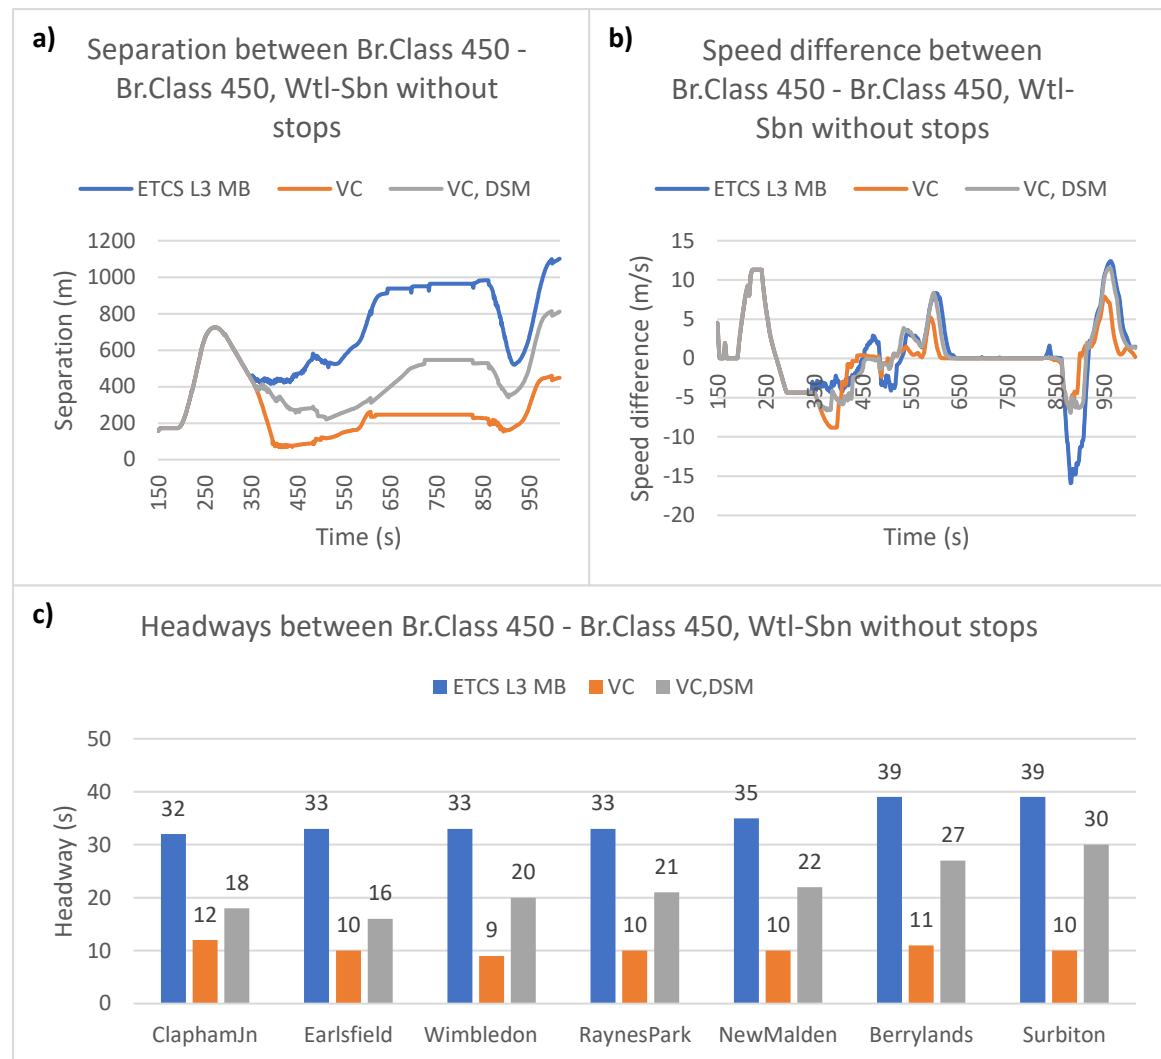 a)
Separation between Br.Class 450 -
Br.Class 450, Wtl-Sbn without
stops
ETCS L3 MB VC VC, DSM
1200
1000
800
600
400
200
0
Separation (m)
150 250 350 450 550 650 750 850 950
Time (s)
b)
Speed difference between
Br.Class 450 - Br.Class 450, Wtl-
Sbn without stops
ETCS L3 MB VC VC, DSM
15
10
5
0
-5
-10
-15
-20
Speed difference (m/s)
150 250 350 450 550 650 750 850 950
Time (s)
c)
Headways between Br.Class 450 - Br.Class 450, Wtl-Sbn without stops
ETCS L3 MB VC VC,DSM
50
40
30
20
10
0
Headway (s)
32 12 18
33 10 16
33 9 20
33 10 21
35 10 22
39 11 27
39 10 30
ClaphamJn Earlsfield Wimbledon RaynesPark NewMalden Berrylands Surbiton